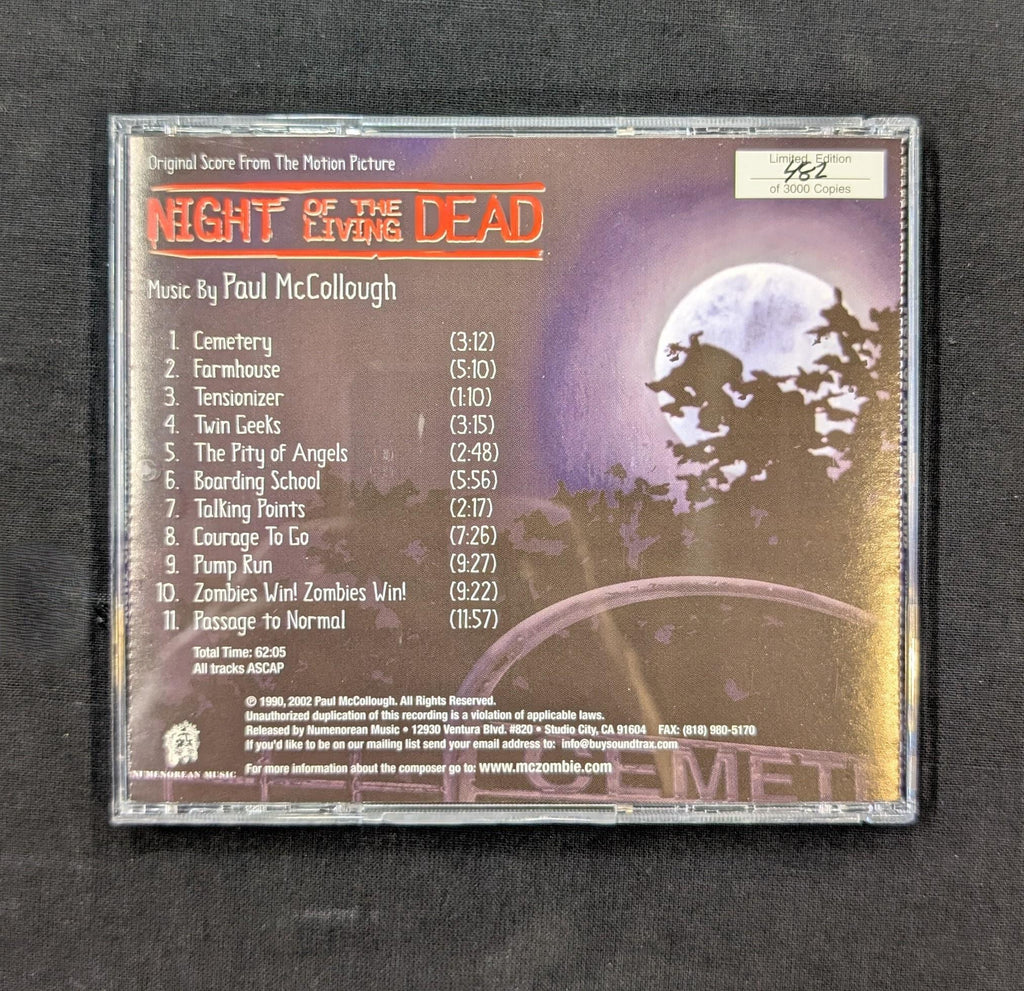 Original Score From The Motion Picture
Limited Edition
482
of 3000 Copies
NIGHT OF THE LIVING DEAD
Music By Paul McCollough
1. Cemetery (3:12)
2. Farmhouse (5:10)
3. Tensionizer (1:10)
4. Twin Geeks (3:15)
5. The Pity of Angels (2:48)
6. Boarding School (5:56)
7. Talking Points (2:17)
8. Courage To Go (7:26)
9. Pump Run (9:27)
10. Zombies Win! Zombies Win! (9:22)
11. Passage to Normal (11:57)
Total Time: 62:05
All tracks ASCAP
℗ 1990, 2002 Paul McCollough. All Rights Reserved.
Unauthorized duplication of this recording is a violation of applicable laws.
Released by Numenorean Music • 12930 Ventura Blvd. #820 • Studio City, CA 91604 FAX: (818) 980-5170
If you'd like to be on our mailing list send your email address to: info@buysoundtrax.com
For more information about the composer go to: www.mczombie.com
NUMENOREAN MUSIC
CEMET